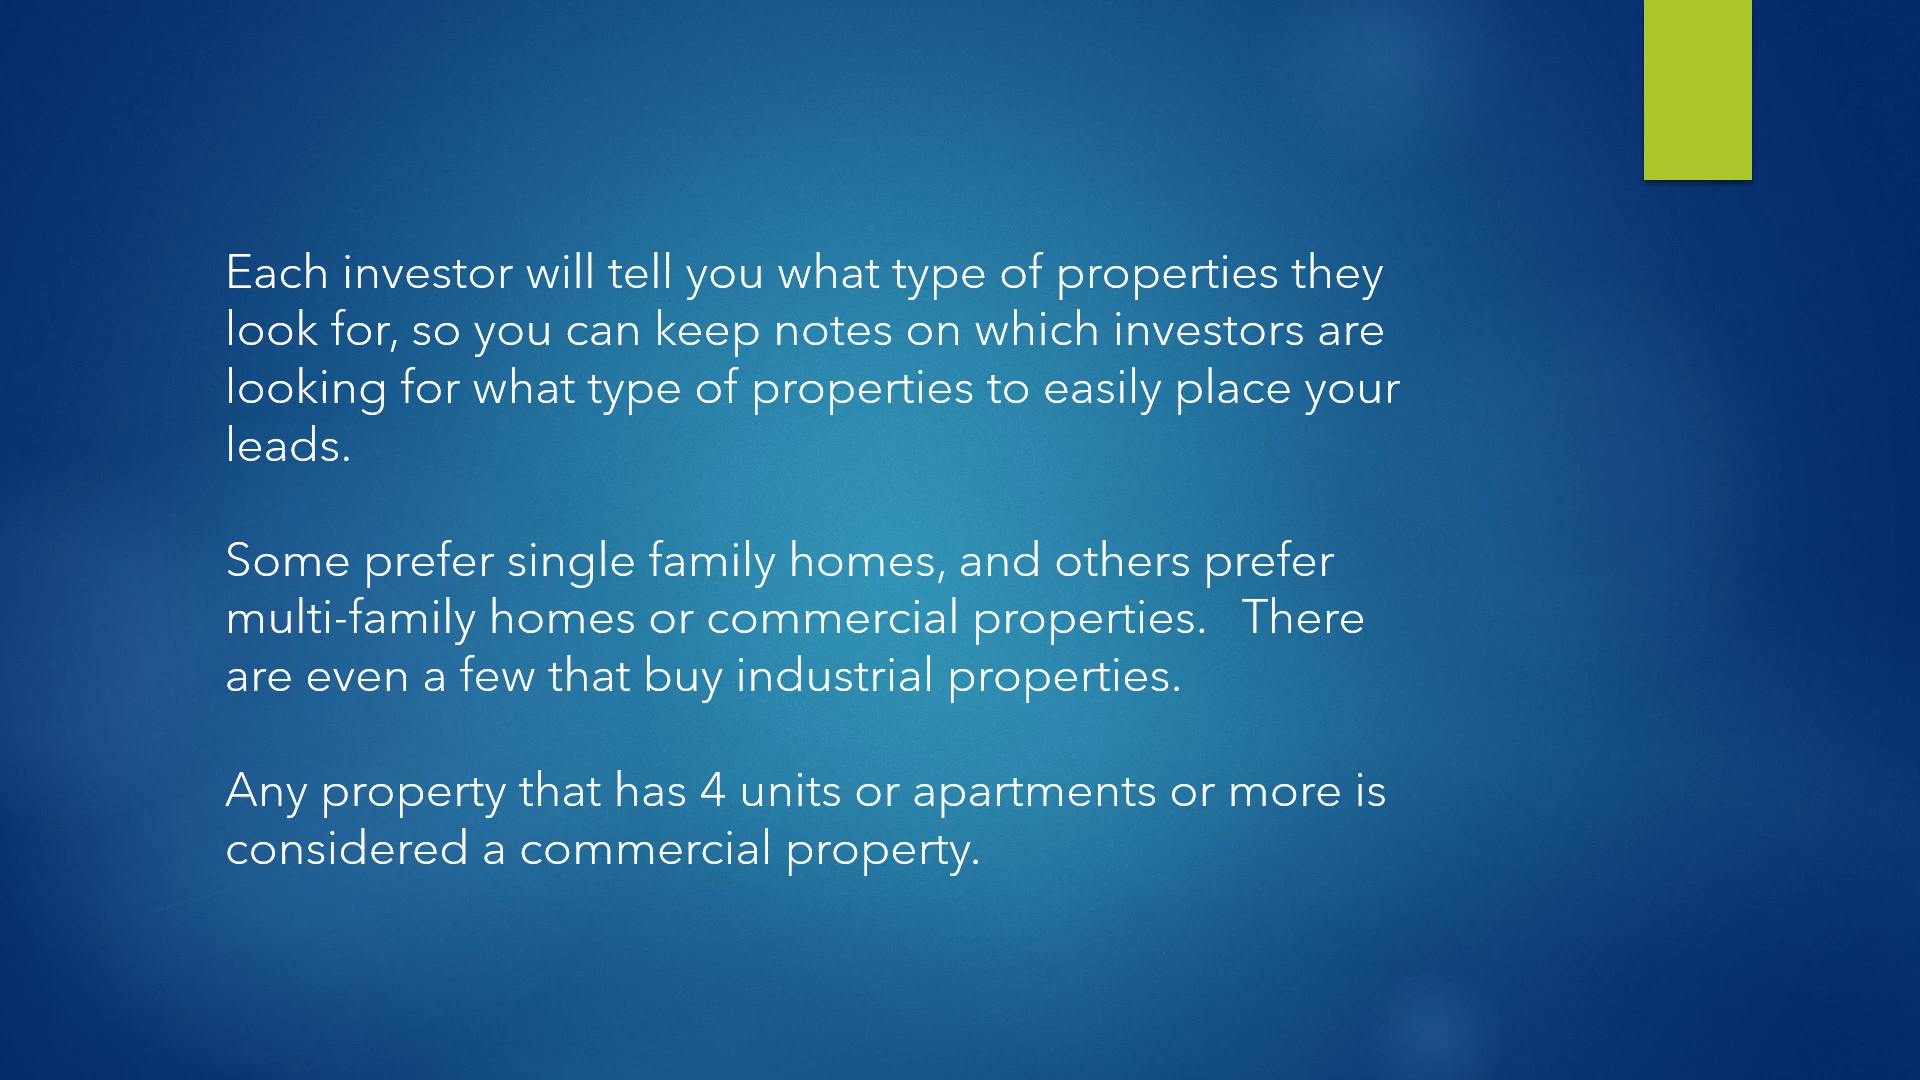 Each investor will tell you what type of properties they
look for, so you can keep notes on which investors are
looking for what type of properties to easily place your
leads.
Some prefer single family homes, and others prefer
multi-family homes or commercial properties.   There
are even a few that buy industrial properties.
Any property that has 4 units or apartments or more is
considered a commercial property.